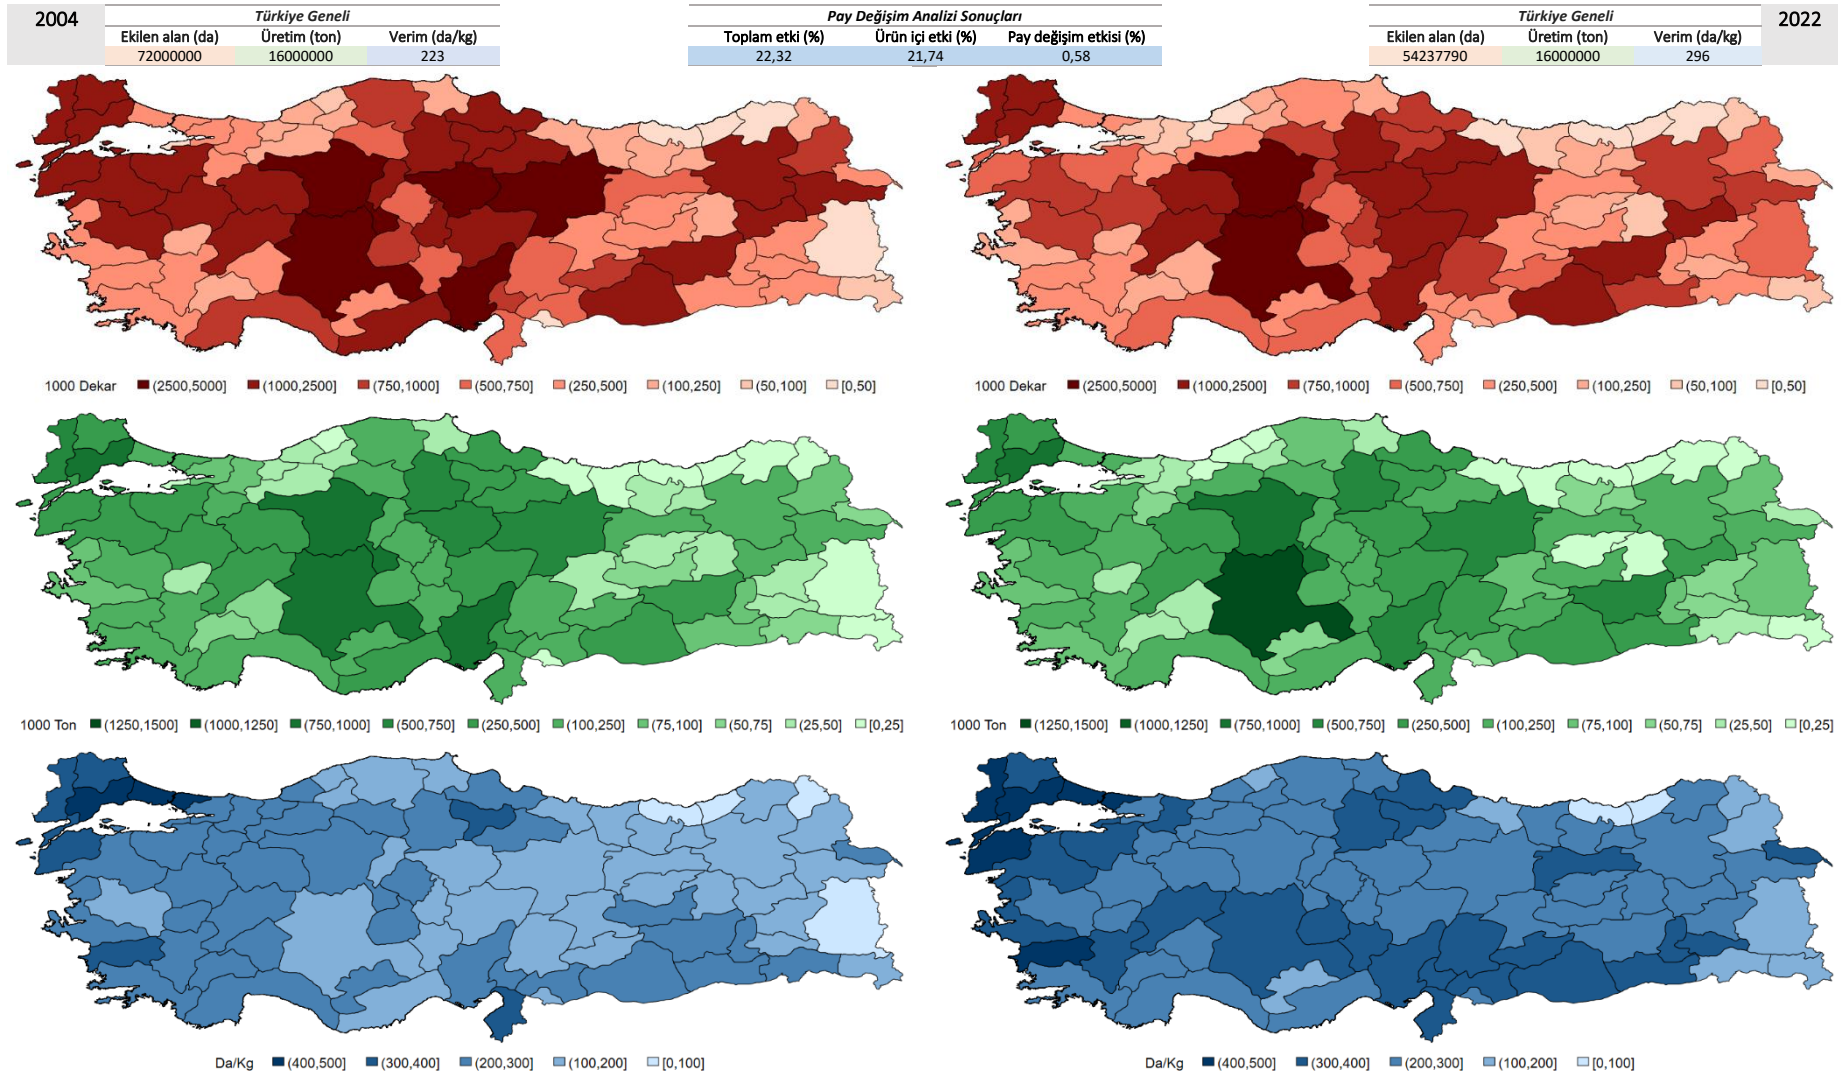 2004
Türkiye Geneli
Ekilen alan (da) Üretim (ton) Verim (da/kg)
72000000 16000000 223
Pay Değişim Analizi Sonuçları
Toplam etki (%) Ürün içi etki (%) Pay değişim etkisi (%)
22,32 21,74 0,58
Türkiye Geneli
Ekilen alan (da) Üretim (ton) Verim (da/kg)
54237790 16000000 296
2022
1000 Dekar (2500,5000] (1000,2500] (750,1000] (500,750] (250,500] (100,250] (50,100] [0,50]
1000 Dekar (2500,5000] (1000,2500] (750,1000] (500,750] (250,500] (100,250] (50,100] [0,50]
1000 Ton (1250,1500] (1000,1250] (750,1000] (500,750] (250,500] (100,250] (75,100] (50,75] (25,50] [0,25]
1000 Ton (1250,1500] (1000,1250] (750,1000] (500,750] (250,500] (100,250] (75,100] (50,75] (25,50] [0,25]
Da/Kg (400,500] (300,400] (200,300] (100,200] [0,100]
Da/Kg (400,500] (300,400] (200,300] (100,200] [0,100]